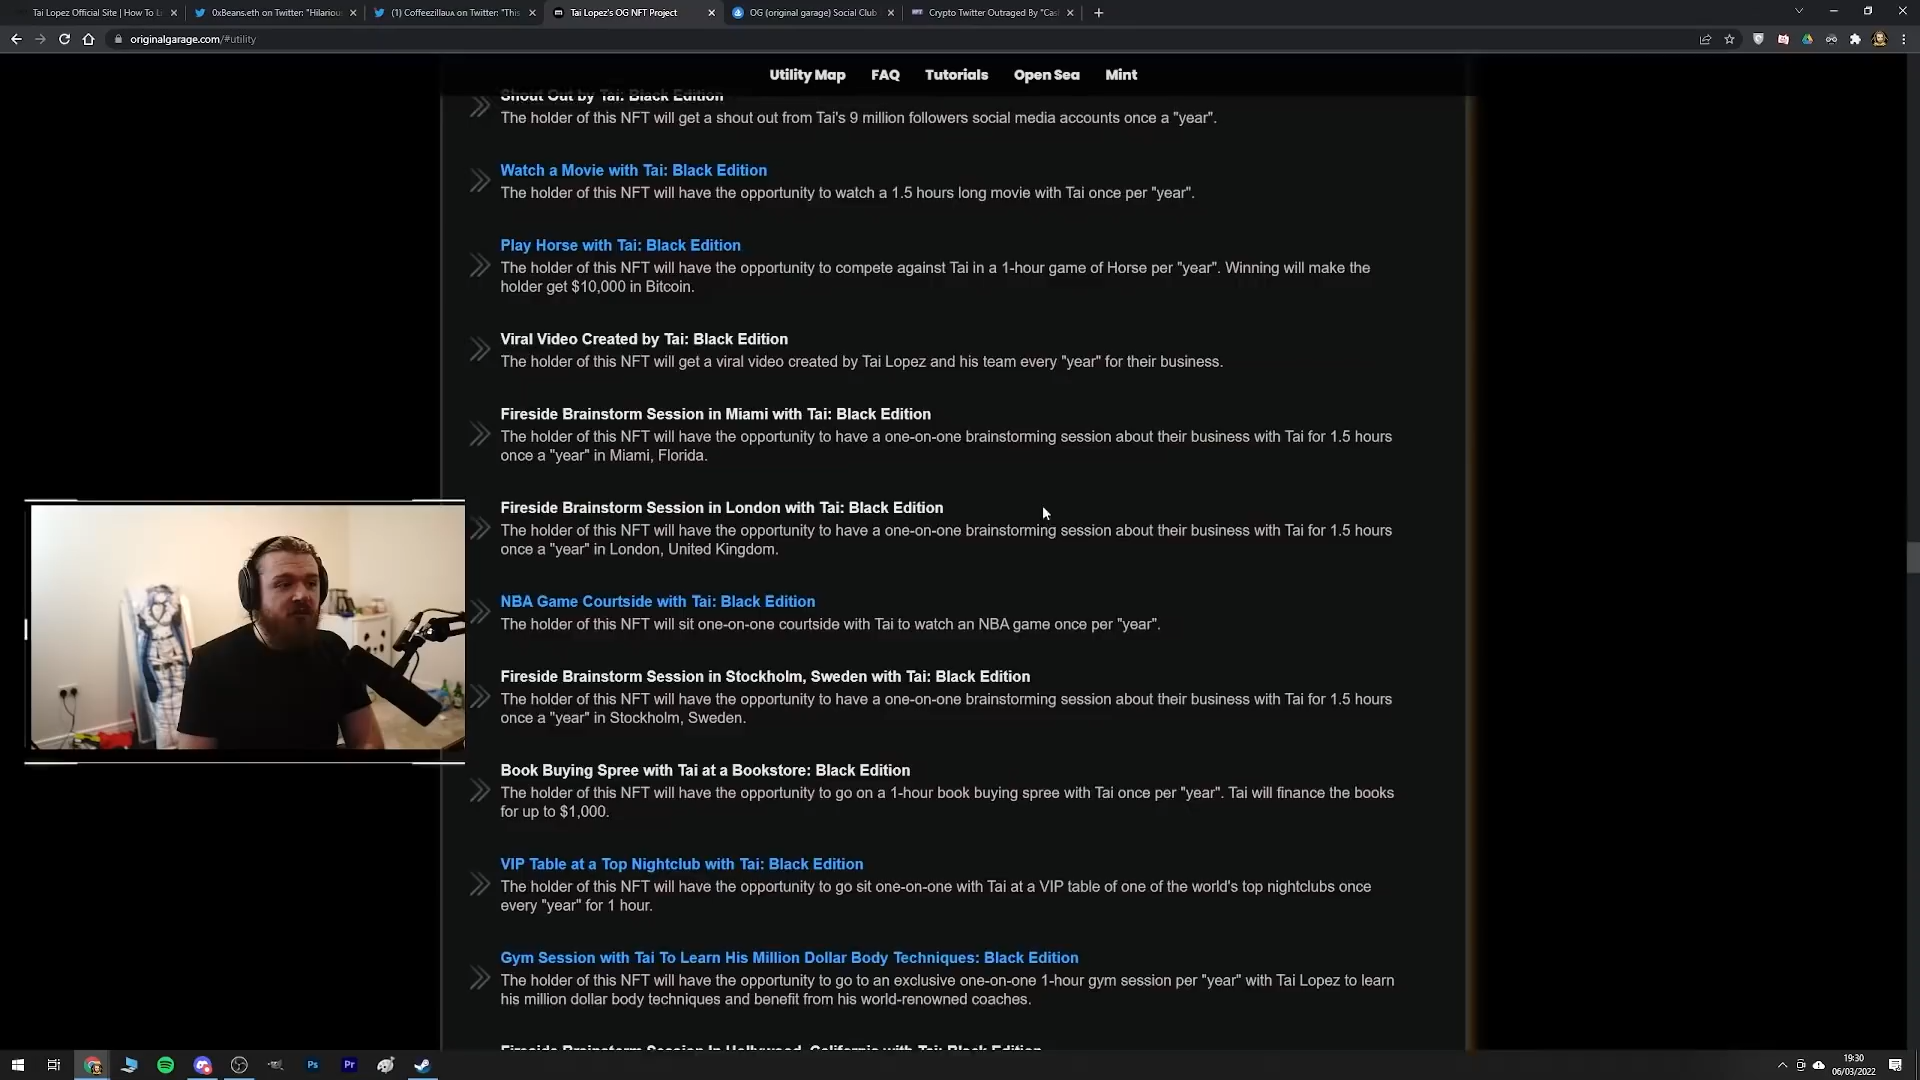 Tai Lopez Official Site | How To L
0xBeans.eth on Twitter: "Hilariou
(1) Coffeezillaᴜᴀ on Twitter: "This
Tai Lopez's OG NFT Project
OG (original garage) Social Club
Crypto Twitter Outraged By "Cas
originalgarage.com/#utility
Utility Map FAQ Tutorials Open Sea Mint
Shout Out by Tai: Black Edition
The holder of this NFT will get a shout out from Tai's 9 million followers social media accounts once a "year".
Watch a Movie with Tai: Black Edition
The holder of this NFT will have the opportunity to watch a 1.5 hours long movie with Tai once per "year".
Play Horse with Tai: Black Edition
The holder of this NFT will have the opportunity to compete against Tai in a 1-hour game of Horse per "year". Winning will make the
holder get $10,000 in Bitcoin.
Viral Video Created by Tai: Black Edition
The holder of this NFT will get a viral video created by Tai Lopez and his team every "year" for their business.
Fireside Brainstorm Session in Miami with Tai: Black Edition
The holder of this NFT will have the opportunity to have a one-on-one brainstorming session about their business with Tai for 1.5 hours
once a "year" in Miami, Florida.
Fireside Brainstorm Session in London with Tai: Black Edition
The holder of this NFT will have the opportunity to have a one-on-one brainstorming session about their business with Tai for 1.5 hours
once a "year" in London, United Kingdom.
NBA Game Courtside with Tai: Black Edition
The holder of this NFT will sit one-on-one courtside with Tai to watch an NBA game once per "year".
Fireside Brainstorm Session in Stockholm, Sweden with Tai: Black Edition
The holder of this NFT will have the opportunity to have a one-on-one brainstorming session about their business with Tai for 1.5 hours
once a "year" in Stockholm, Sweden.
Book Buying Spree with Tai at a Bookstore: Black Edition
The holder of this NFT will have the opportunity to go on a 1-hour book buying spree with Tai once per "year". Tai will finance the books
for up to $1,000.
VIP Table at a Top Nightclub with Tai: Black Edition
The holder of this NFT will have the opportunity to go sit one-on-one with Tai at a VIP table of one of the world's top nightclubs once
every "year" for 1 hour.
Gym Session with Tai To Learn His Million Dollar Body Techniques: Black Edition
The holder of this NFT will have the opportunity to go to an exclusive one-on-one 1-hour gym session per "year" with Tai Lopez to learn
his million dollar body techniques and benefit from his world-renowned coaches.
Fireside Brainstorm Session In Hollywood, California with Tai: Black Edition
Ps
Pr
19:30
06/03/2022